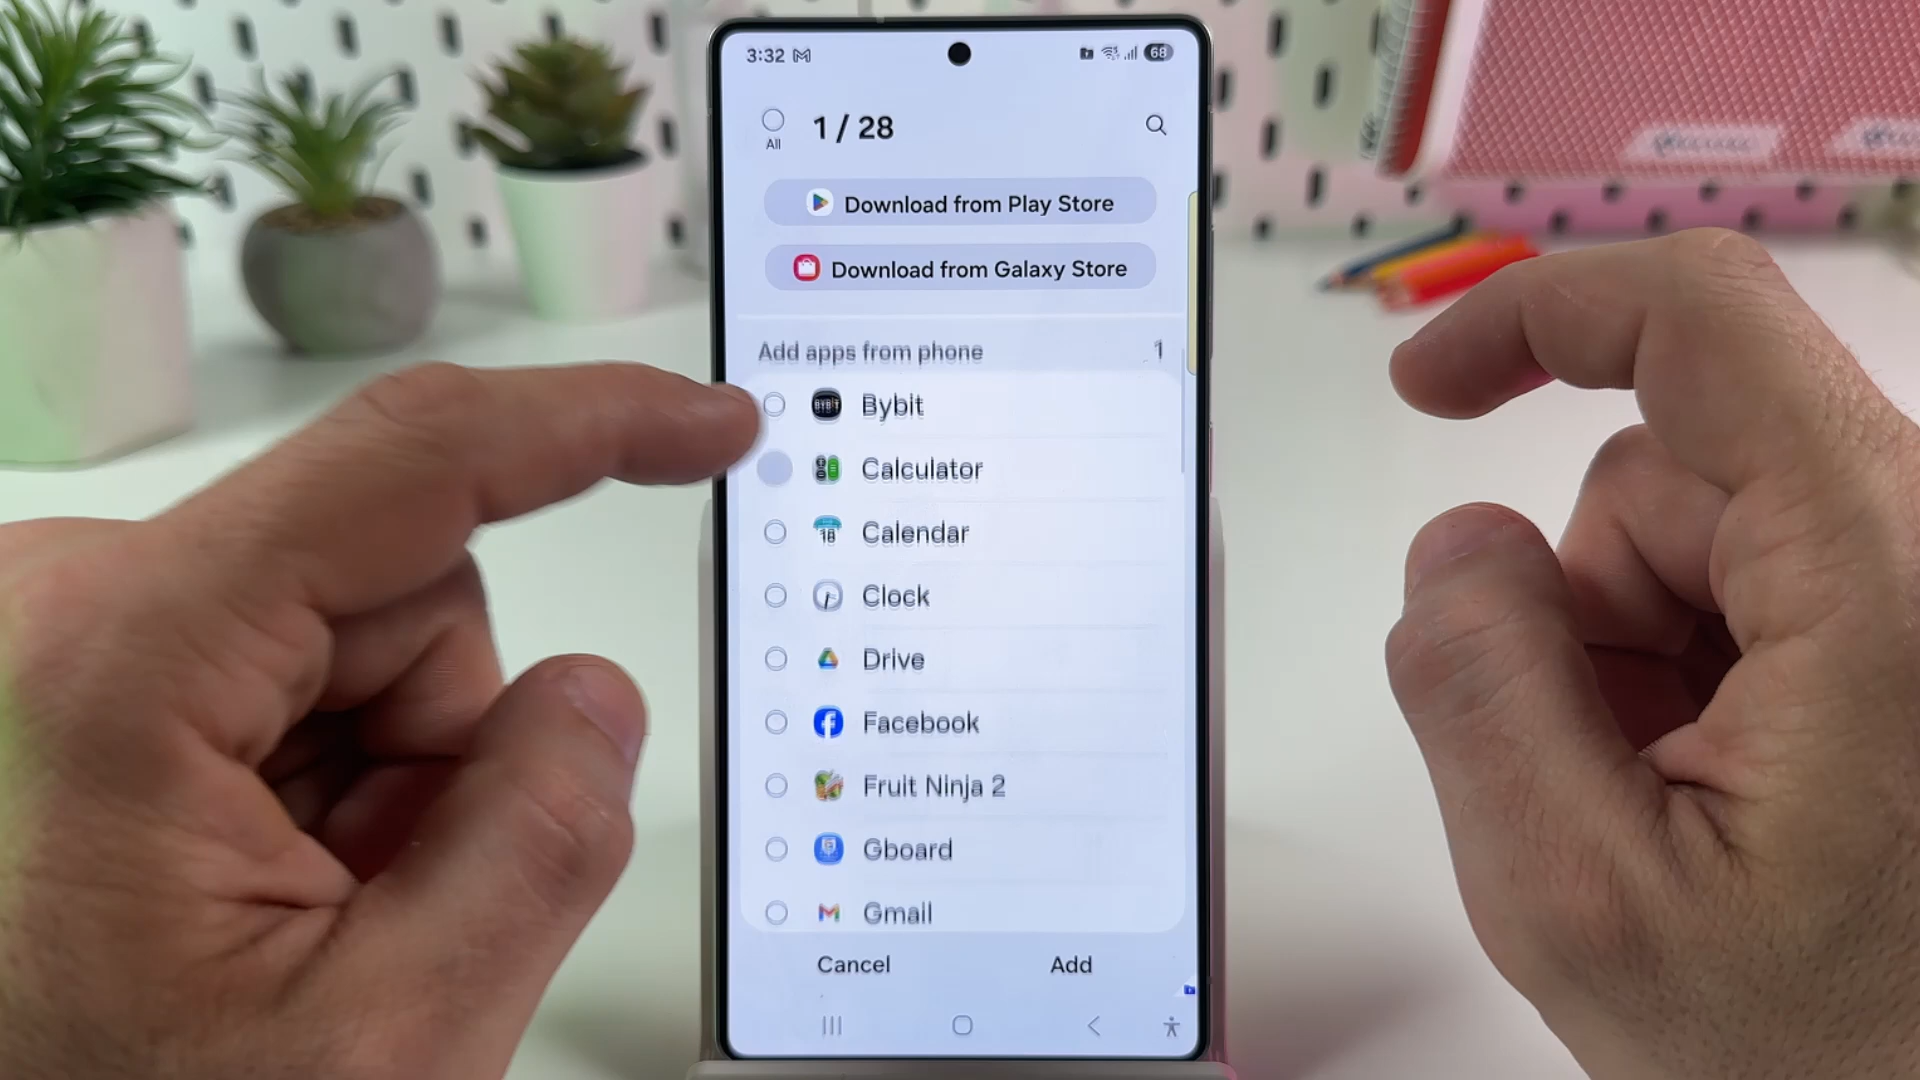 3:32
68
All
1 / 28
Download from Play Store
Download from Galaxy Store
Add apps from phone 1
Bybit
Calculator
Calendar
Clock
Drive
Facebook
Fruit Ninja 2
Gboard
Gmail
Cancel Add